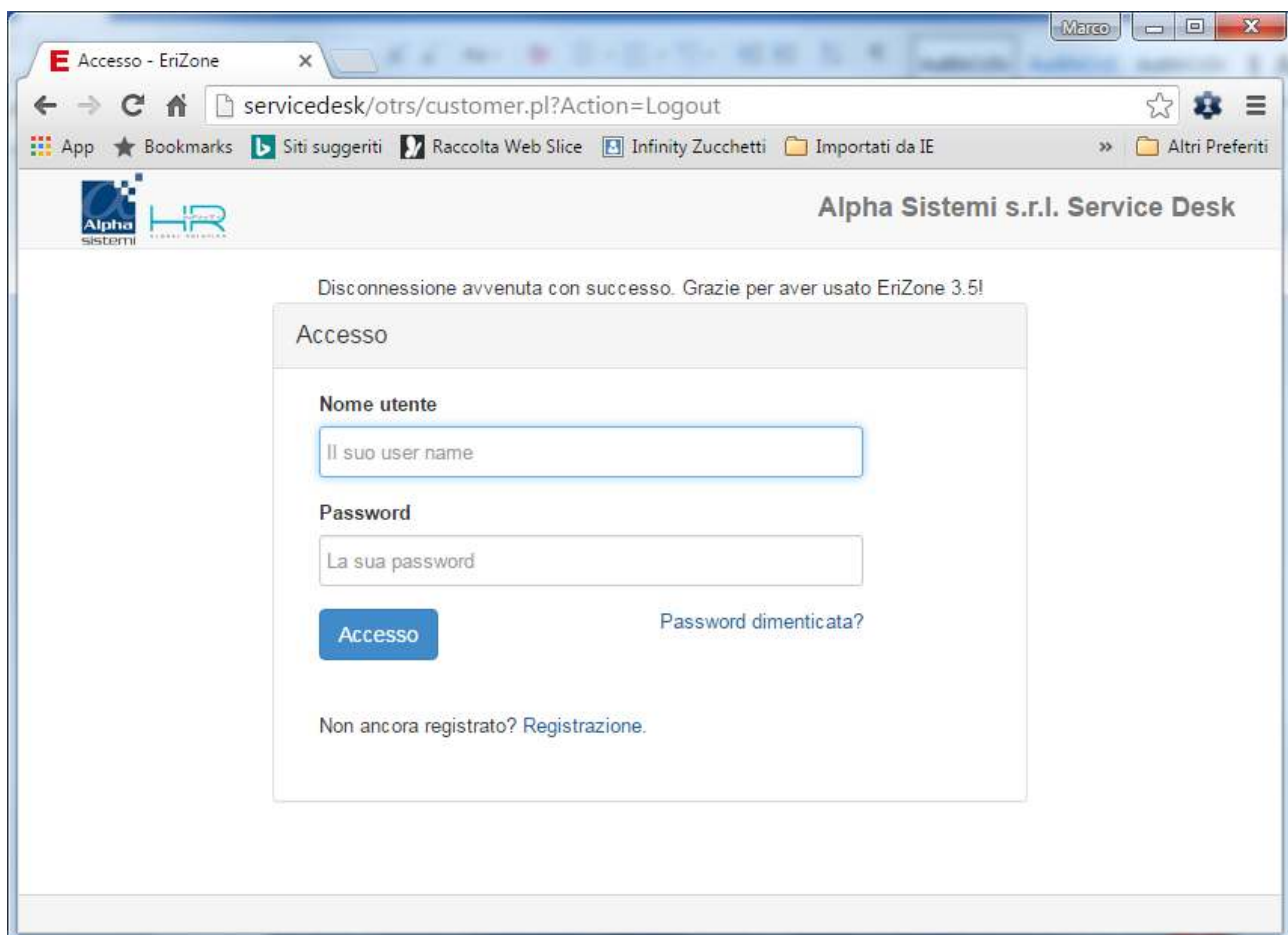 Marco
Accesso - EriZone
servicedesk/otrs/customer.pl?Action=Logout
App Bookmarks Siti suggeriti Raccolta Web Slice Infinity Zucchetti Importati da IE » Altri Preferiti
Alpha sistemi HR
Alpha Sistemi s.r.l. Service Desk
Disconnessione avvenuta con successo. Grazie per aver usato EriZone 3.5!
Accesso
Nome utente
Il suo user name
Password
La sua password
Accesso Password dimenticata?
Non ancora registrato? Registrazione.